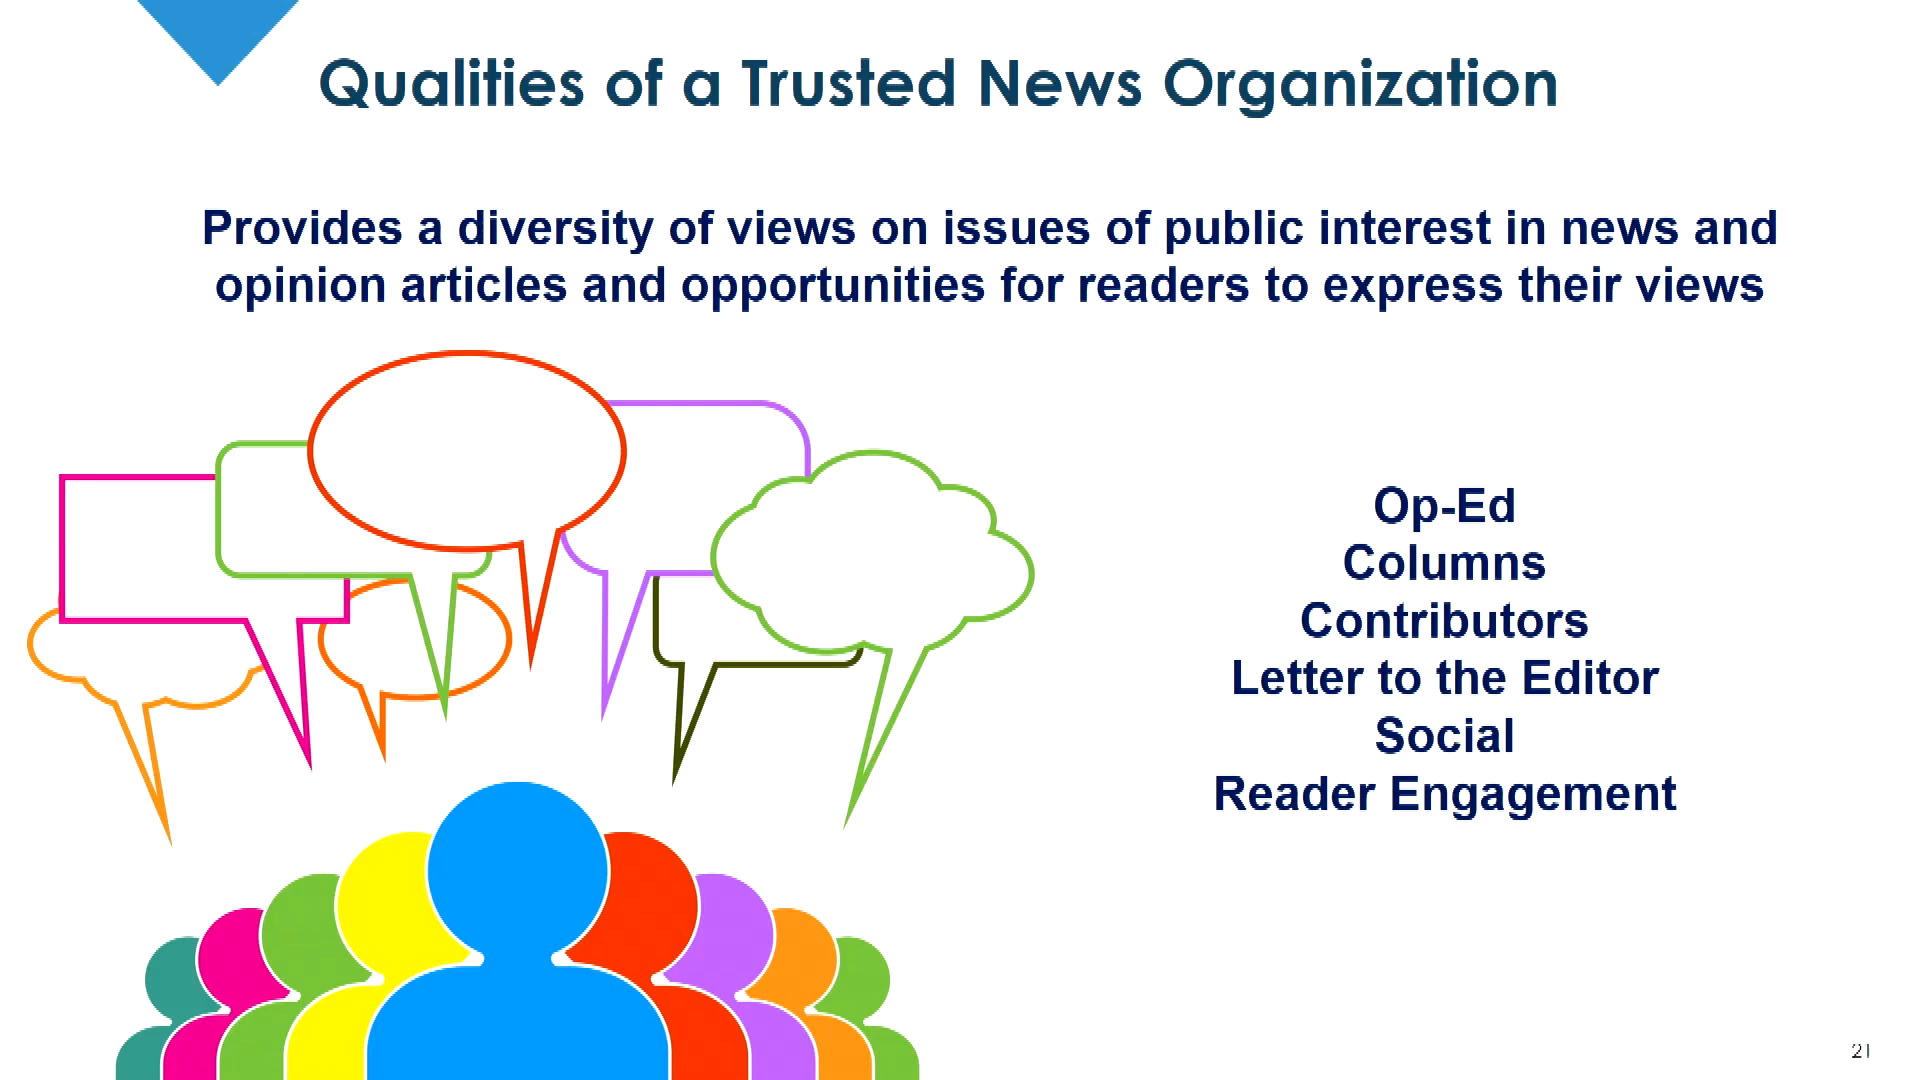 Qualities of a Trusted News Organization
Provides a diversity of views on issues of public interest in news and
opinion articles and opportunities for readers to express their views
Op-Ed
Columns
Contributors
Letter to the Editor
Social
Reader Engagement
21